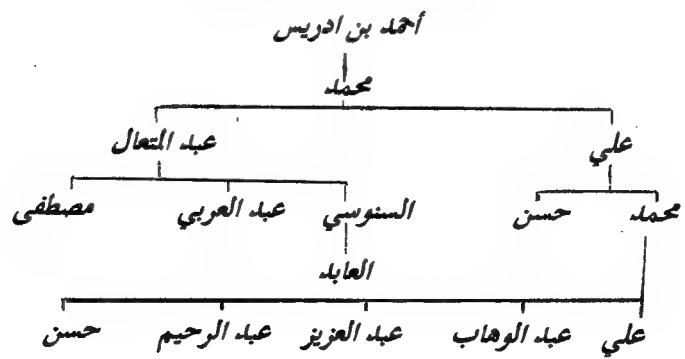 أحمد بن ادريس
محمد
علي عبد المتعال
محمد حسن السنوسي عبد العربي مصطفى
العابد
علي عبد الوهاب عبد العزيز عبد الرحيم حسن